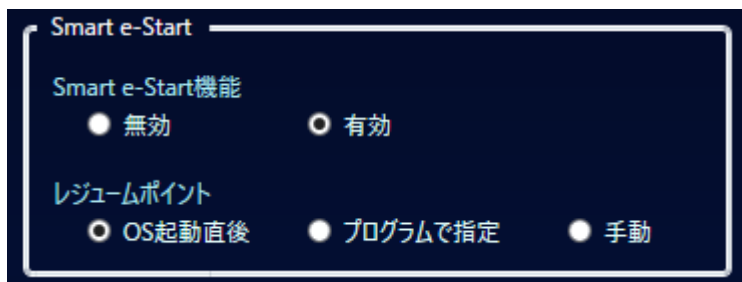 Smart e-Start
Smart e-Start機能
無効 有効
レジュームポイント
OS起動直後 プログラムで指定 手動